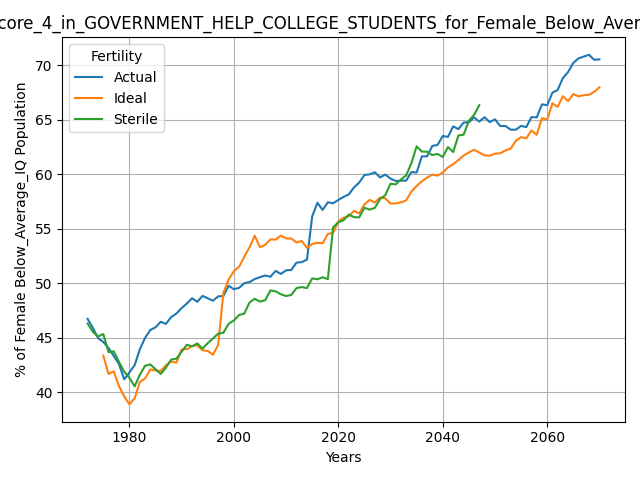 core_4_in_GOVERNMENT_HELP_COLLEGE_STUDENTS_for_Female_Below_Aver
Fertility
Actual
Ideal
Sterile
% of Female Below_Average_IQ Population
70
65
60
55
50
45
40
1980
2000
2020
2040
2060
Years